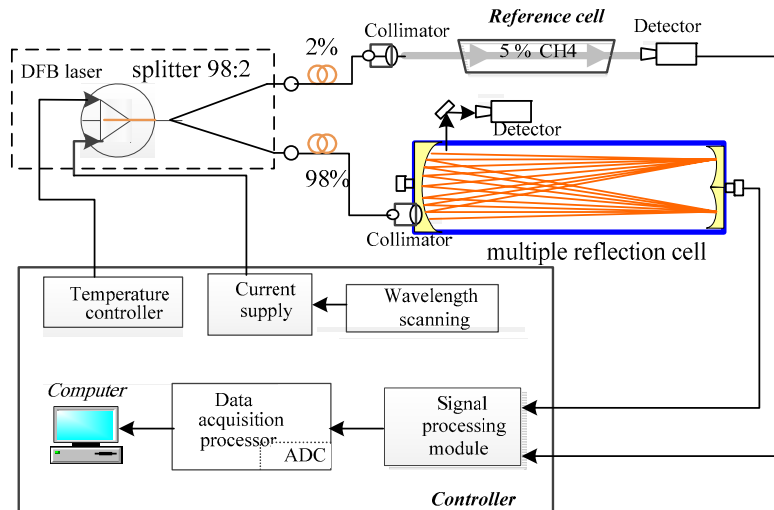 Reference cell
Collimator
Detector
2%
5 % CH4
DFB laser
splitter 98:2
Detector
98%
Collimator
multiple reflection cell
Temperature
controller
Current
supply
Wavelength
scanning
Computer
Data
acquisition
processor
ADC
Signal
processing
module
Controller